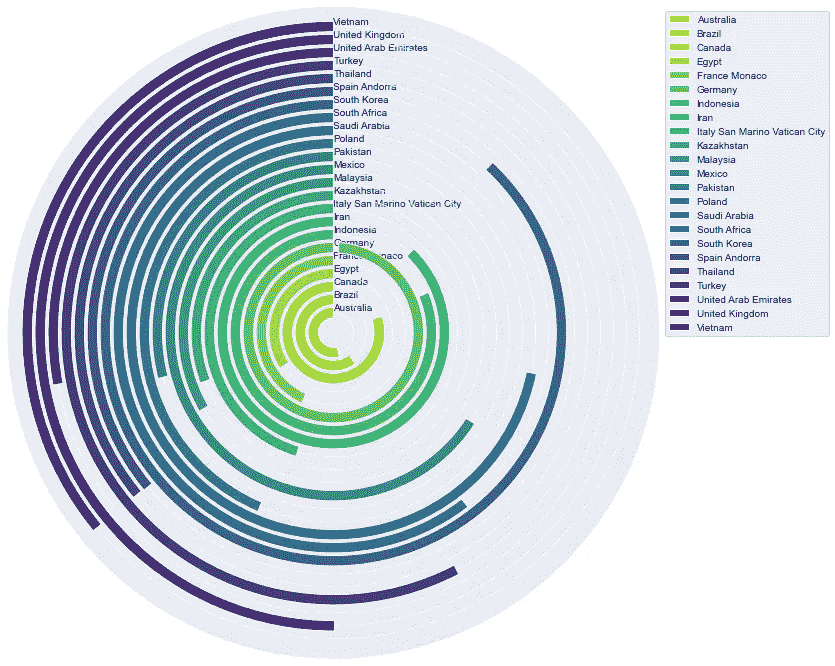 Vietnam
United Kingdom
United Arab Emirates
Turkey
Thailand
Spain Andorra
South Korea
South Africa
Saudi Arabia
Poland
Pakistan
Mexico
Malaysia
Kazakhstan
Italy San Marino Vatican City
Iran
Indonesia
Germany
France Monaco
Egypt
Canada
Brazil
Australia
Australia
Brazil
Canada
Egypt
France Monaco
Germany
Indonesia
Iran
Italy San Marino Vatican City
Kazakhstan
Malaysia
Mexico
Pakistan
Poland
Saudi Arabia
South Africa
South Korea
Spain Andorra
Thailand
Turkey
United Arab Emirates
United Kingdom
Vietnam